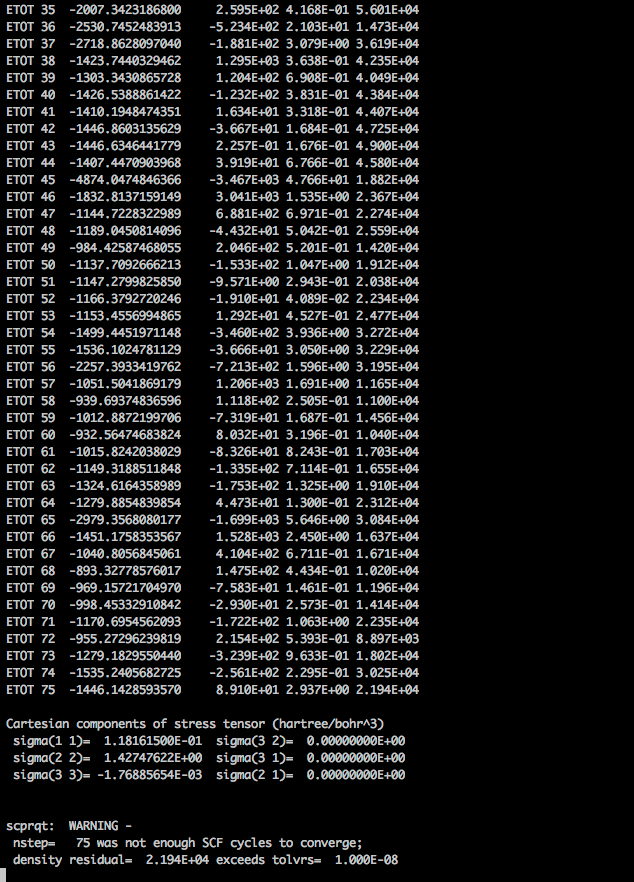 ETOT 35 -2007.3423186800 2.595E+02 4.168E-01 5.601E+04
ETOT 36 -2530.7452483913 -5.234E+02 2.103E+01 1.473E+04
ETOT 37 -2718.8628097040 -1.881E+02 3.079E+00 3.619E+04
ETOT 38 -1423.7440329462 1.295E+03 3.638E-01 4.235E+04
ETOT 39 -1303.3430865728 1.204E+02 6.908E-01 4.049E+04
ETOT 40 -1426.5388861422 -1.232E+02 3.831E-01 4.384E+04
ETOT 41 -1410.1948474351 1.634E+01 3.318E-01 4.407E+04
ETOT 42 -1446.8603135629 -3.667E+01 1.684E-01 4.725E+04
ETOT 43 -1446.6346441779 2.257E-01 1.676E-01 4.900E+04
ETOT 44 -1407.4470903968 3.919E+01 6.766E-01 4.580E+04
ETOT 45 -4874.0474846366 -3.467E+03 4.766E+01 1.882E+04
ETOT 46 -1832.8137159149 3.041E+03 1.535E+00 2.367E+04
ETOT 47 -1144.7228322989 6.881E+02 6.971E-01 2.274E+04
ETOT 48 -1189.0450814096 -4.432E+01 5.042E-01 2.559E+04
ETOT 49 -984.42587468055 2.046E+02 5.201E-01 1.420E+04
ETOT 50 -1137.7092666213 -1.533E+02 1.047E+00 1.912E+04
ETOT 51 -1147.2799825850 -9.571E+00 2.943E-01 2.038E+04
ETOT 52 -1166.3792720246 -1.910E+01 4.089E-02 2.234E+04
ETOT 53 -1153.4556994865 1.292E+01 4.527E-01 2.477E+04
ETOT 54 -1499.4451971148 -3.460E+02 3.936E+00 3.272E+04
ETOT 55 -1536.1024781129 -3.666E+01 3.050E+00 3.229E+04
ETOT 56 -2257.3933419762 -7.213E+02 1.596E+00 3.195E+04
ETOT 57 -1051.5041869179 1.206E+03 1.691E+00 1.165E+04
ETOT 58 -939.69374836596 1.118E+02 2.505E-01 1.100E+04
ETOT 59 -1012.8872199706 -7.319E+01 1.687E-01 1.456E+04
ETOT 60 -932.56474683824 8.032E+01 3.196E-01 1.040E+04
ETOT 61 -1015.8242038029 -8.326E+01 8.243E-01 1.703E+04
ETOT 62 -1149.3188511848 -1.335E+02 7.114E-01 1.655E+04
ETOT 63 -1324.6164358989 -1.753E+02 1.325E+00 1.910E+04
ETOT 64 -1279.8854839854 4.473E+01 1.300E-01 2.312E+04
ETOT 65 -2979.3568080177 -1.699E+03 5.646E+00 3.084E+04
ETOT 66 -1451.1758353567 1.528E+03 2.450E+00 1.637E+04
ETOT 67 -1040.8056845061 4.104E+02 6.711E-01 1.671E+04
ETOT 68 -893.32778576017 1.475E+02 4.434E-01 1.020E+04
ETOT 69 -969.15721704970 -7.583E+01 1.461E-01 1.196E+04
ETOT 70 -998.45332910842 -2.930E+01 2.573E-01 1.414E+04
ETOT 71 -1170.6954562093 -1.722E+02 1.063E+00 2.235E+04
ETOT 72 -955.27296239819 2.154E+02 5.393E-01 8.897E+03
ETOT 73 -1279.1829550440 -3.239E+02 9.633E-01 1.802E+04
ETOT 74 -1535.2405682725 -2.561E+02 2.295E-01 3.025E+04
ETOT 75 -1446.1428593570 8.910E+01 2.937E+00 2.194E+04
Cartesian components of stress tensor (hartree/bohr^3)
sigma(1 1)= 1.18161500E-01 sigma(3 2)= 0.00000000E+00
sigma(2 2)= 1.42747622E+00 sigma(3 1)= 0.00000000E+00
sigma(3 3)= -1.76885654E-03 sigma(2 1)= 0.00000000E+00
scprqt: WARNING -
nstep= 75 was not enough SCF cycles to converge;
density residual= 2.194E+04 exceeds tolvrs= 1.000E-08